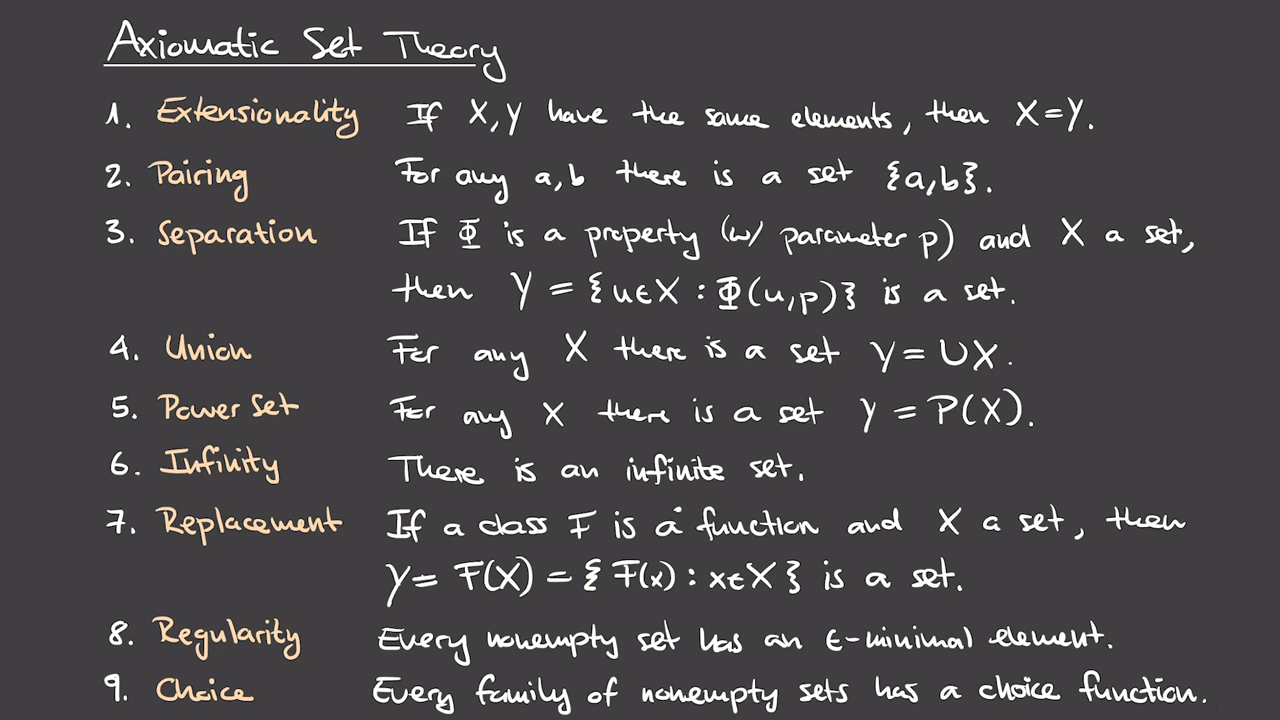 Axiomatic Set Theory
1. Extensionality If X, Y have the same elements, then X=Y.
2. Pairing For any a,b there is a set {a,b}.
3. Separation If Φ is a property (w/ parameter p) and X a set,
then Y = {u∈X : Φ(u,p)} is a set.
4. Union For any X there is a set Y = ∪X.
5. Power Set For any X there is a set Y = P(X).
6. Infinity There is an infinite set.
7. Replacement If a class F is a function and X a set, then
Y = F(X) = { F(x) : x∈X } is a set.
8. Regularity Every nonempty set has an ∈-minimal element.
9. Choice Every family of nonempty sets has a choice function.